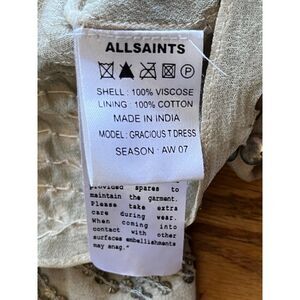 ALLSAINTS
P
SHELL : 100% VISCOSE
LINING : 100% COTTON
MADE IN INDIA
MODEL: GRACIOUS T DRESS
SEASON : AW 07
provided spares to
maintain the garment.
Please take extra
care during wear.
When coming into
contact with other
surfaces embellishments
may snag."